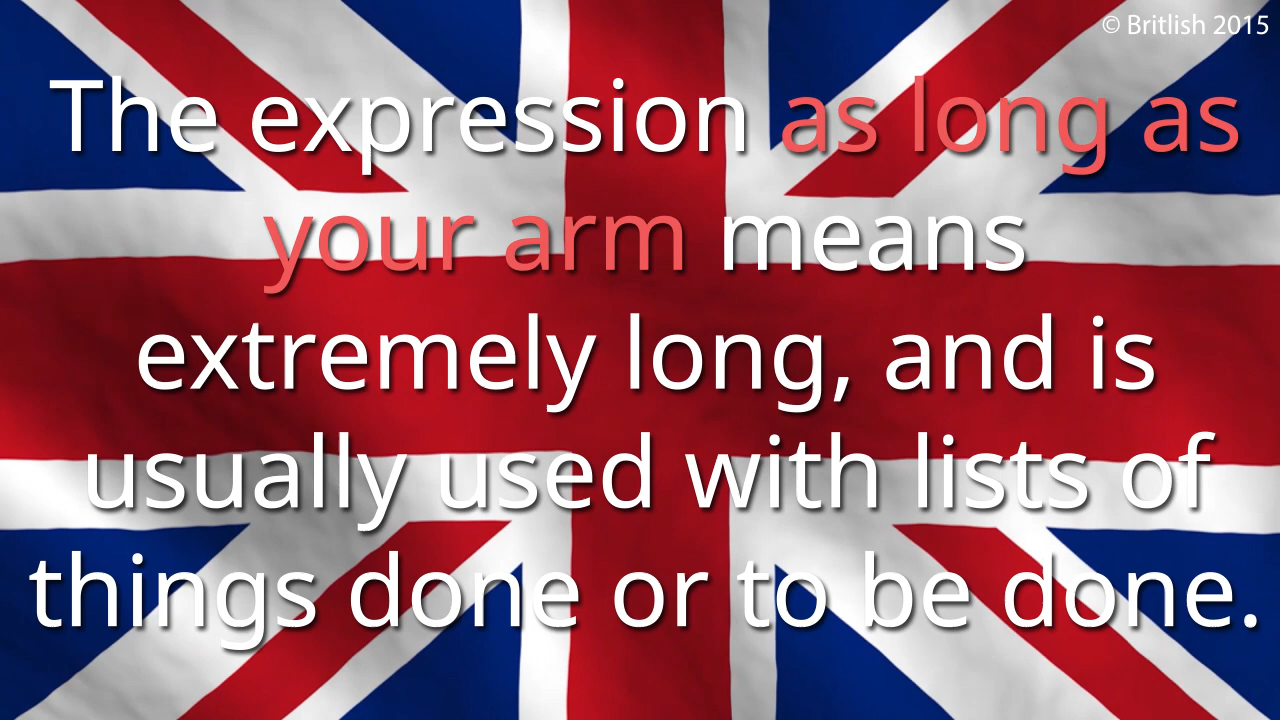 © Britlish 2015
The expression as long as
your arm means
extremely long, and is
usually used with lists of
things done or to be done.